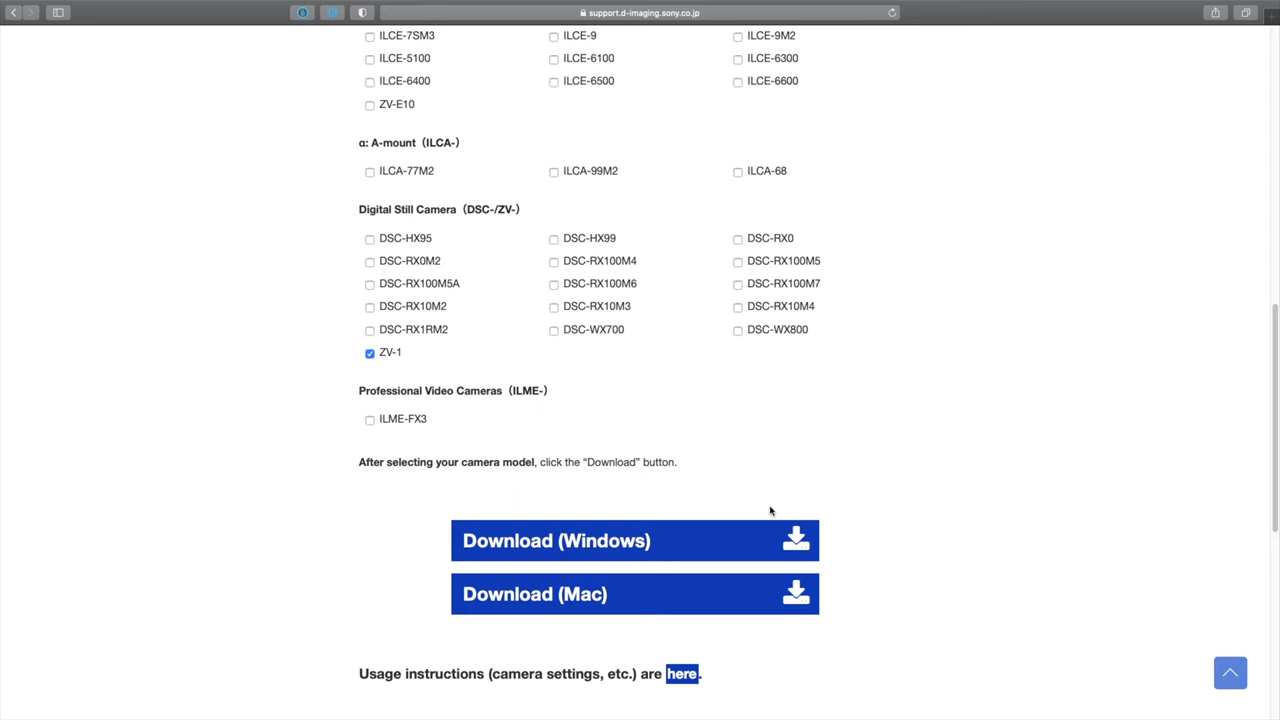 support.d-imaging.sony.co.jp
ILCE-7SM3 ILCE-9 ILCE-9M2
ILCE-5100 ILCE-6100 ILCE-6300
ILCE-6400 ILCE-6500 ILCE-6600
ZV-E10
α: A-mount（ILCA-）
ILCA-77M2 ILCA-99M2 ILCA-68
Digital Still Camera（DSC-/ZV-）
DSC-HX95 DSC-HX99 DSC-RX0
DSC-RX0M2 DSC-RX100M4 DSC-RX100M5
DSC-RX100M5A DSC-RX100M6 DSC-RX100M7
DSC-RX10M2 DSC-RX10M3 DSC-RX10M4
DSC-RX1RM2 DSC-WX700 DSC-WX800
ZV-1
Professional Video Cameras（ILME-）
ILME-FX3
After selecting your camera model, click the “Download” button.
Download (Windows)
Download (Mac)
Usage instructions (camera settings, etc.) are here.